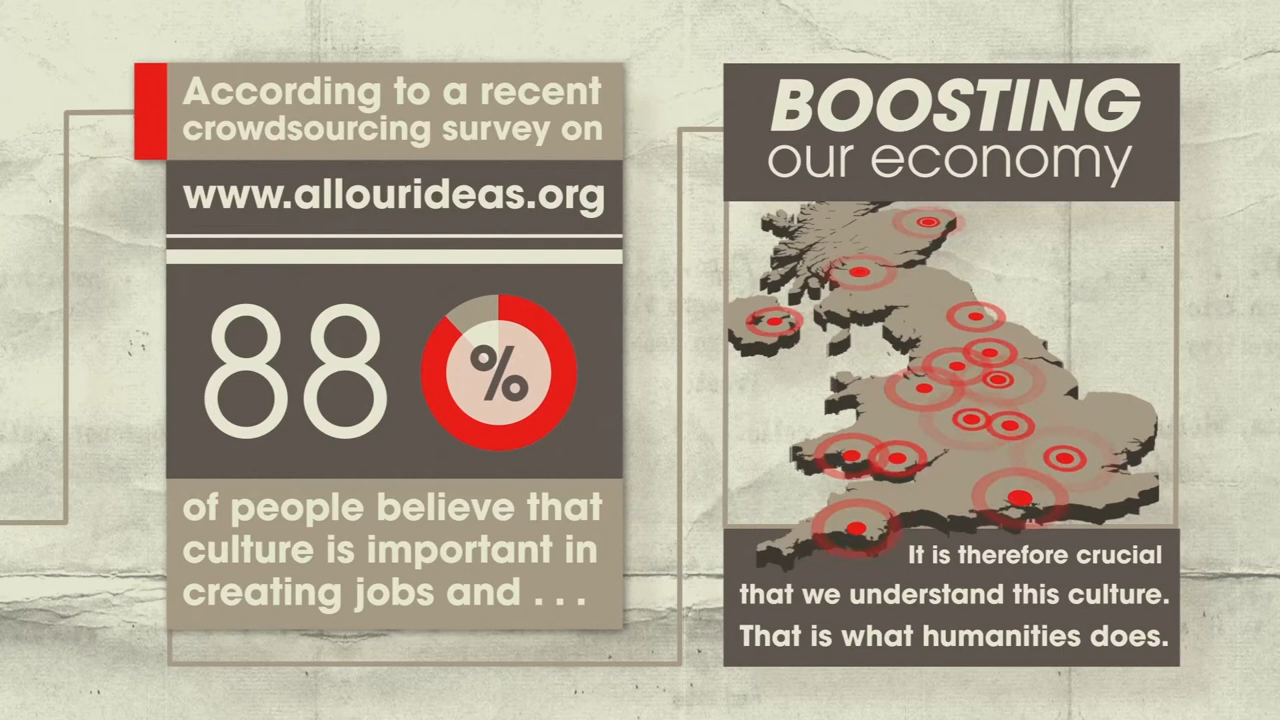 According to a recent
crowdsourcing survey on
www.allourideas.org
88 %
of people believe that
culture is important in
creating jobs and . . .
BOOSTING
our economy
It is therefore crucial
that we understand this culture.
That is what humanities does.